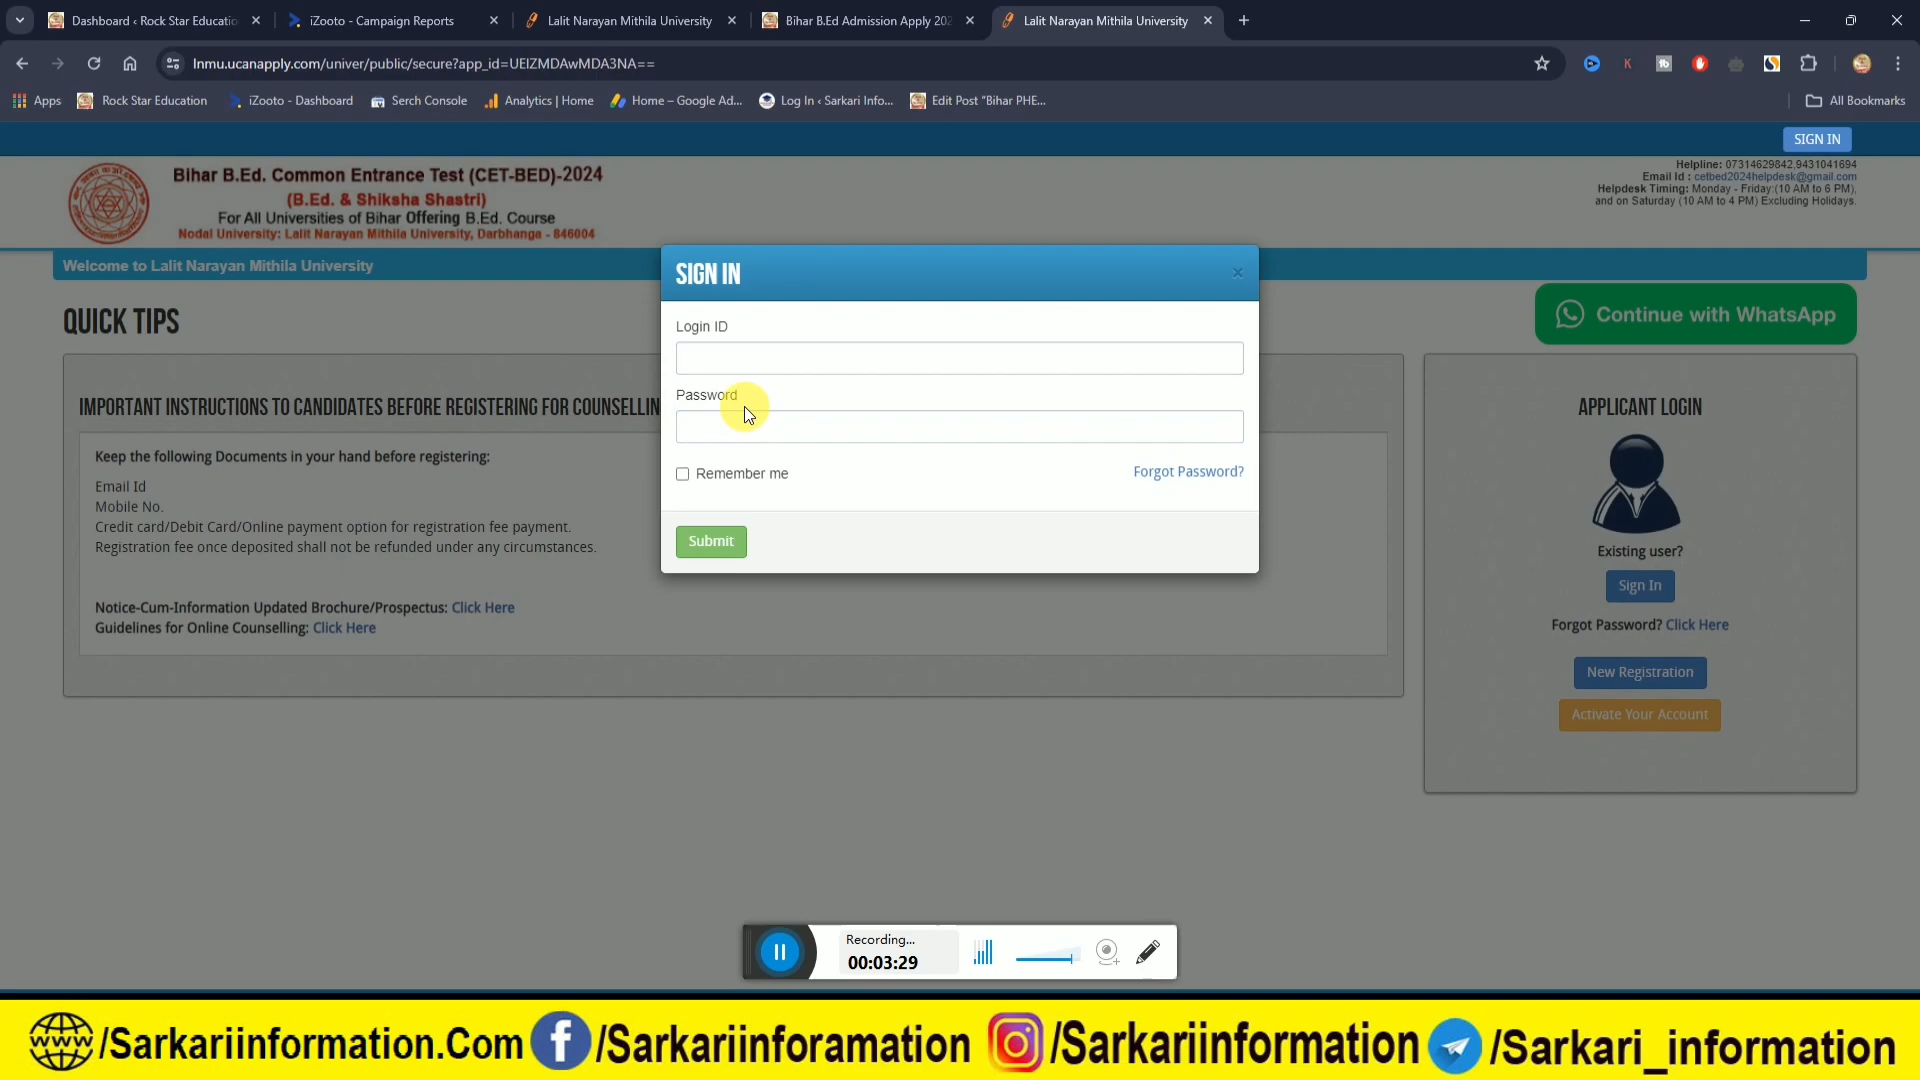 Dashboard ‹ Rock Star Educatio
iZooto - Campaign Reports
Lalit Narayan Mithila University
Bihar B.Ed Admission Apply 202
Lalit Narayan Mithila University
lnmu.ucanapply.com/univer/public/secure?app_id=UElZMDAwMDA3NA==
Apps
Rock Star Education
iZooto - Dashboard
Serch Console
Analytics | Home
Home – Google Ad...
Log In ‹ Sarkari Info...
Edit Post "Bihar PHE...
All Bookmarks
SIGN IN
Bihar B.Ed. Common Entrance Test (CET-BED)-2024
(B.Ed. & Shiksha Shastri)
For All Universities of Bihar Offering B.Ed. Course
Nodal University: Lalit Narayan Mithila University, Darbhanga - 846004
Helpline: 07314629842,9431041694
Email Id : cetbed2024helpdesk@gmail.com
Helpdesk Timing: Monday - Friday:(10 AM to 6 PM),
and on Saturday (10 AM to 4 PM) Excluding Holidays.
Welcome to Lalit Narayan Mithila University
QUICK TIPS
Continue with WhatsApp
IMPORTANT INSTRUCTIONS TO CANDIDATES BEFORE REGISTERING FOR COUNSELLIN
Keep the following Documents in your hand before registering:
Email Id
Mobile No.
Credit card/Debit Card/Online payment option for registration fee payment.
Registration fee once deposited shall not be refunded under any circumstances.
Notice-Cum-Information Updated Brochure/Prospectus: Click Here
Guidelines for Online Counselling: Click Here
SIGN IN
×
Login ID
Password
Remember me
Forgot Password?
Submit
APPLICANT LOGIN
Existing user?
Sign In
Forgot Password? Click Here
New Registration
Activate Your Account
Recording...
00:03:29
www /Sarkariinformation.Com
/Sarkariinforamation
/Sarkariinformation
/Sarkari_information